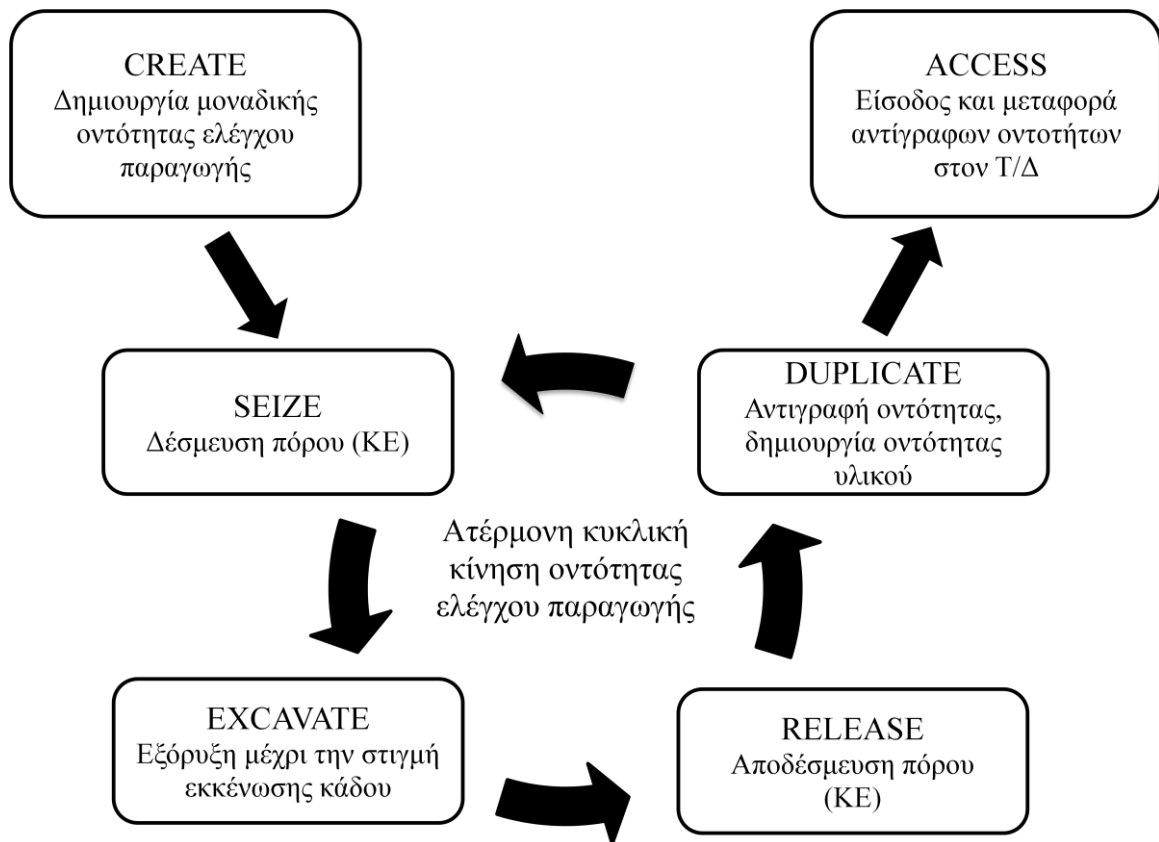 CREATE
Δημιουργία μοναδικής
οντότητας ελέγχου
παραγωγής
ACCESS
Είσοδος και μεταφορά
αντίγραφων οντοτήτων
στον Τ/Δ
SEIZE
Δέσμευση πόρου (ΚΕ)
DUPLICATE
Αντιγραφή οντότητας,
δημιουργία οντότητας
υλικού
Ατέρμονη κυκλική
κίνηση οντότητας
ελέγχου παραγωγής
EXCAVATE
Εξόρυξη μέχρι την στιγμή
εκκένωσης κάδου
RELEASE
Αποδέσμευση πόρου
(ΚΕ)